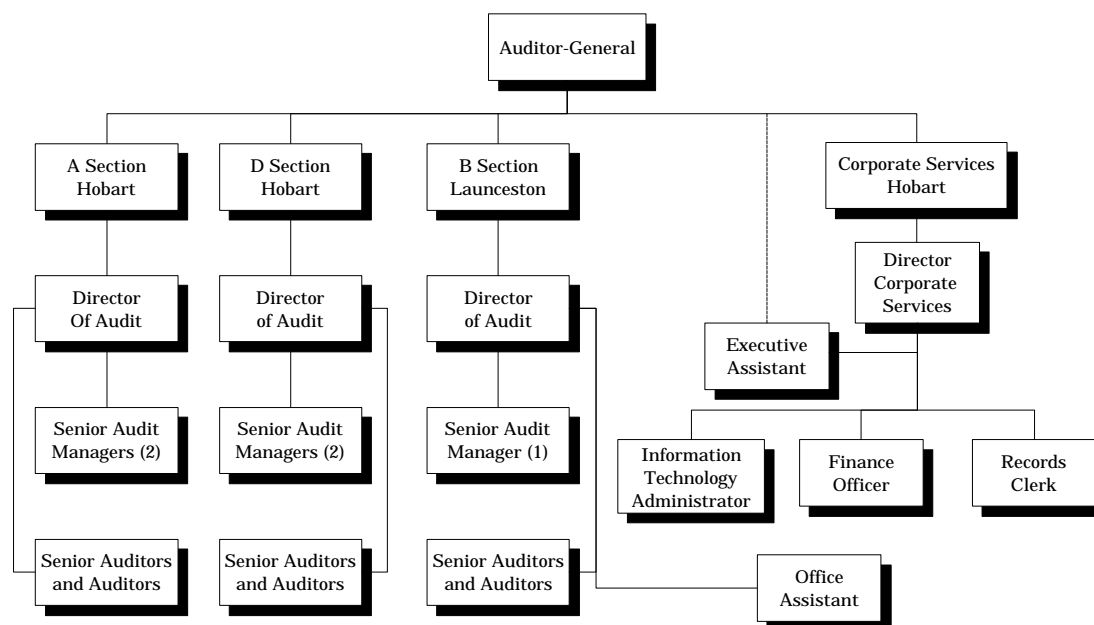 Auditor-General
A Section
Hobart
D Section
Hobart
B Section
Launceston
Corporate Services
Hobart
Director
Of Audit
Director
of Audit
Director
of Audit
Director
Corporate
Services
Executive
Assistant
Senior Audit
Managers (2)
Senior Audit
Managers (2)
Senior Audit
Manager (1)
Information
Technology
Administrator
Finance
Officer
Records
Clerk
Senior Auditors
and Auditors
Senior Auditors
and Auditors
Senior Auditors
and Auditors
Office
Assistant